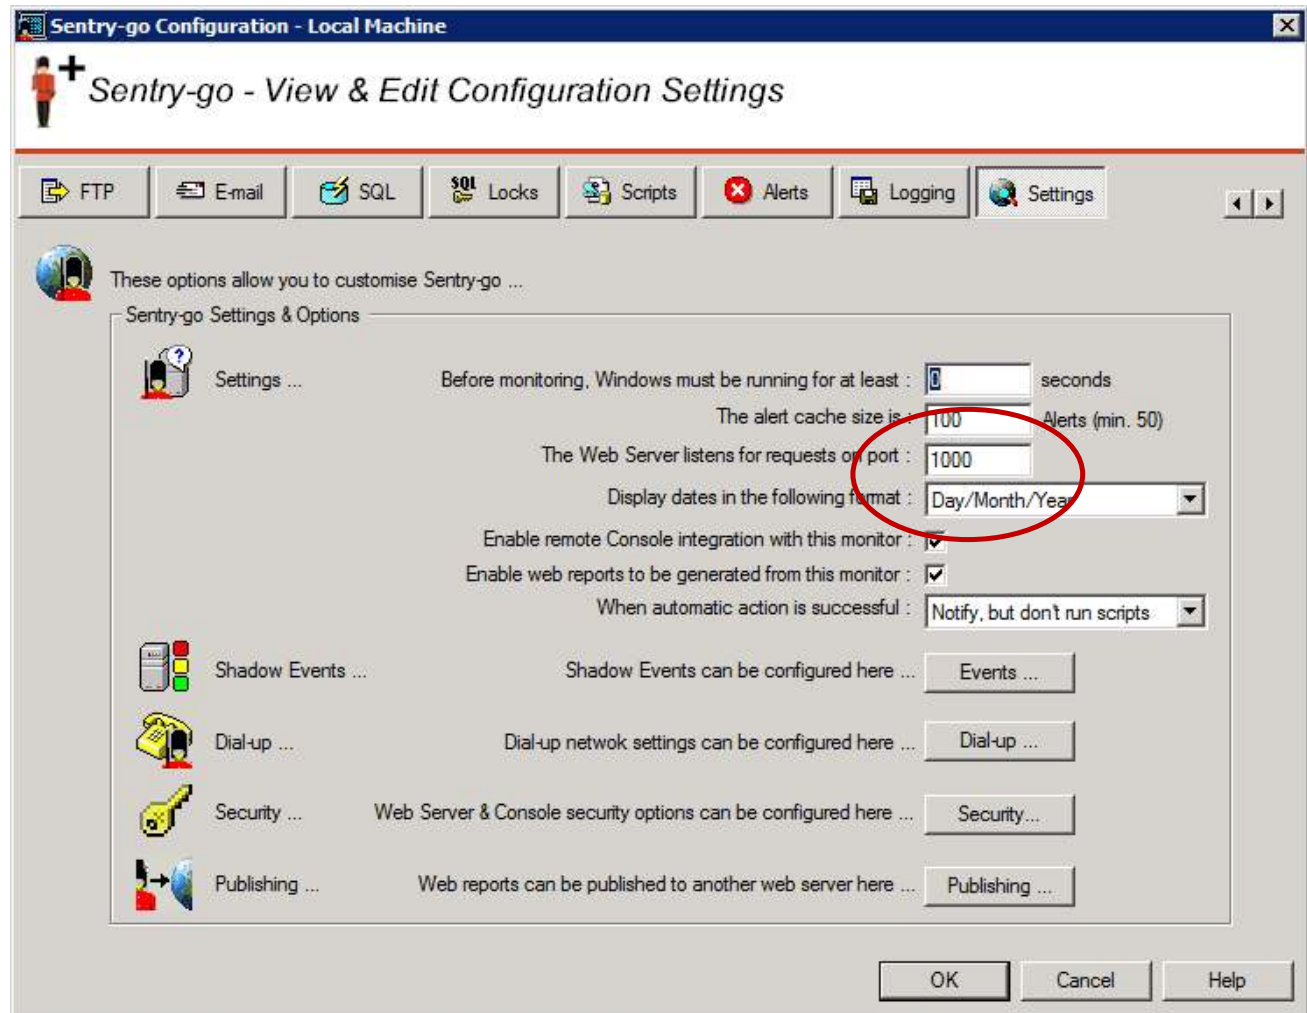 Sentry-go Configuration - Local Machine
Sentry-go - View & Edit Configuration Settings
FTP E-mail SQL SQL Locks Scripts Alerts Logging Settings
These options allow you to customise Sentry-go ...
Sentry-go Settings & Options
Settings ... Before monitoring, Windows must be running for at least : 0 seconds
The alert cache size is : 100 Alerts (min. 50)
The Web Server listens for requests on port : 1000
Display dates in the following format : Day/Month/Year
Enable remote Console integration with this monitor :
Enable web reports to be generated from this monitor :
When automatic action is successful : Notify, but don't run scripts
Shadow Events ... Shadow Events can be configured here ... Events ...
Dial-up ... Dial-up netwok settings can be configured here ... Dial-up ...
Security ... Web Server & Console security options can be configured here ... Security...
Publishing ... Web reports can be published to another web server here ... Publishing ...
OK Cancel Help